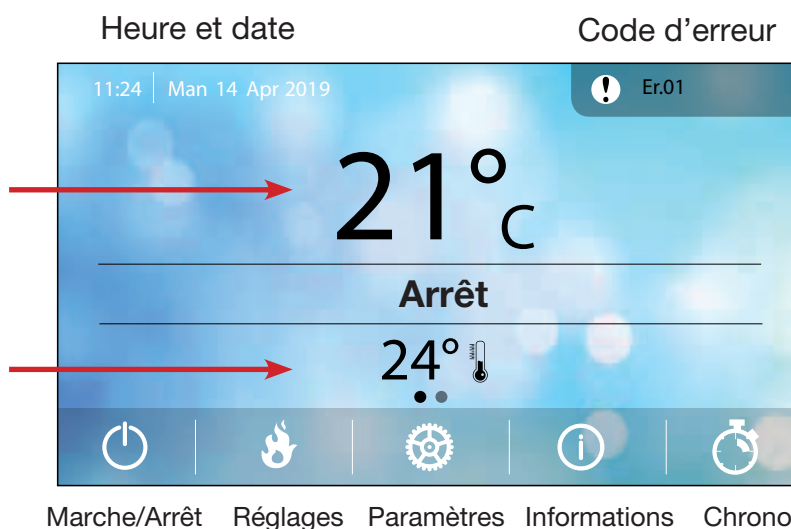 Heure et date
Code d'erreur
11:24 Man 14 Apr 2019
Er.01
21°C
Arrêt
24°
Marche/Arrêt Réglages Paramètres Informations Chrono